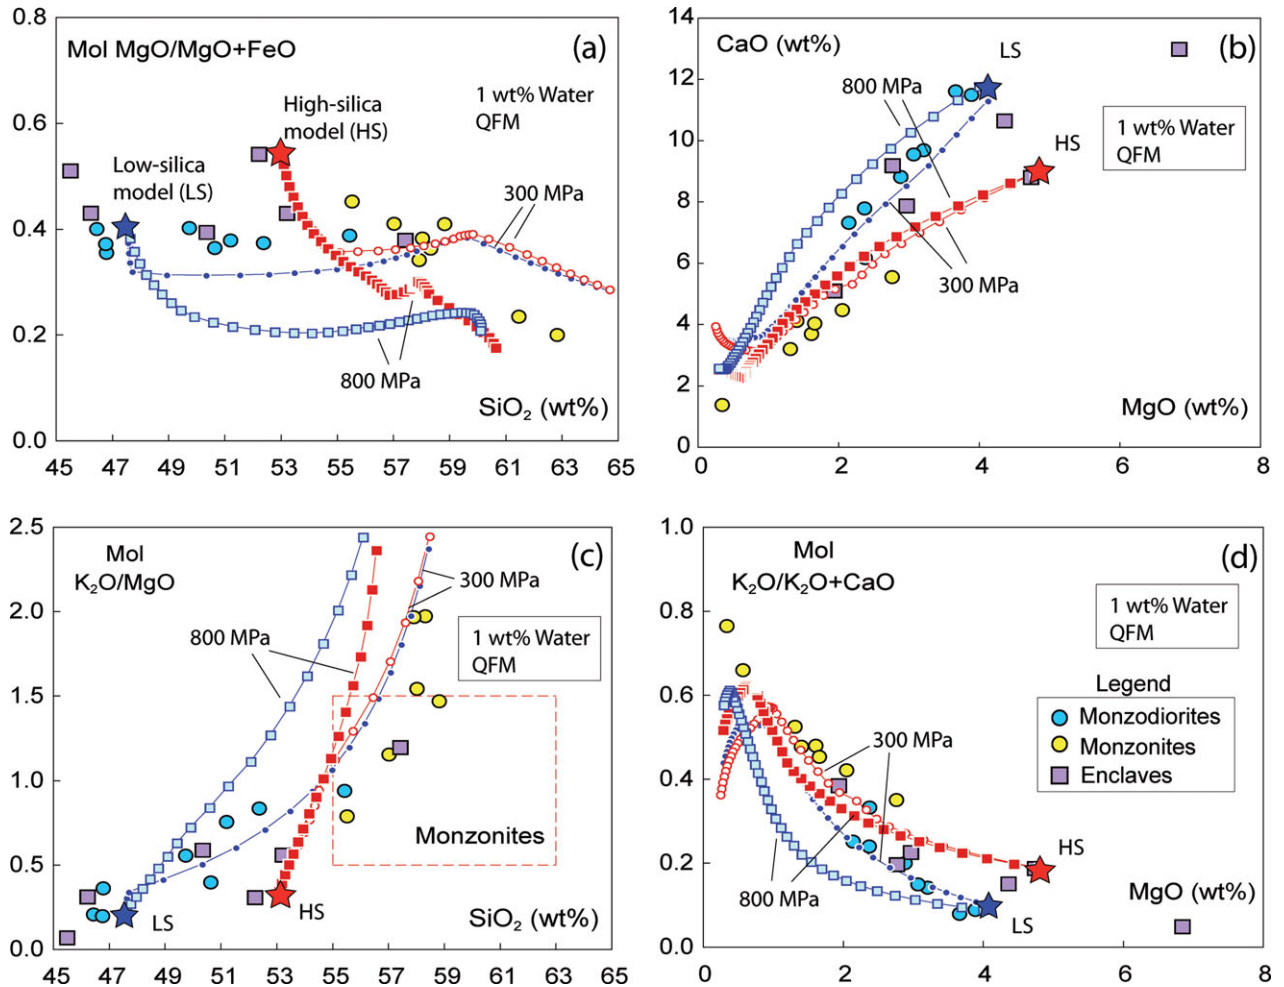 0.8
Mol MgO/MgO+FeO
(a)
High-silica
model (HS)
1 wt% Water
QFM
0.6
Low-silica
model (LS)
300 MPa
0.4
0.2
800 MPa
SiO₂ (wt%)
0.0
45 47 49 51 53 55 57 59 61 63 65
14
CaO (wt%)
(b)
LS
12
800 MPa
1 wt% Water
QFM
10
HS
8
6
300 MPa
4
2
MgO (wt%)
0
0 2 4 6 8
2.5
Mol
K₂O/MgO
(c)
300 MPa
2.0
800 MPa
1 wt% Water
QFM
1.5
1.0
Monzonites
0.5
HS
SiO₂ (wt%)
LS
0.0
45 47 49 51 53 55 57 59 61 63 65
1.0
Mol
K₂O/K₂O+CaO
(d)
1 wt% Water
QFM
0.8
Legend
Monzodiorites
Monzonites
Enclaves
0.6
300 MPa
0.4
HS
0.2
800 MPa
MgO (wt%)
LS
0.0
0 2 4 6 8